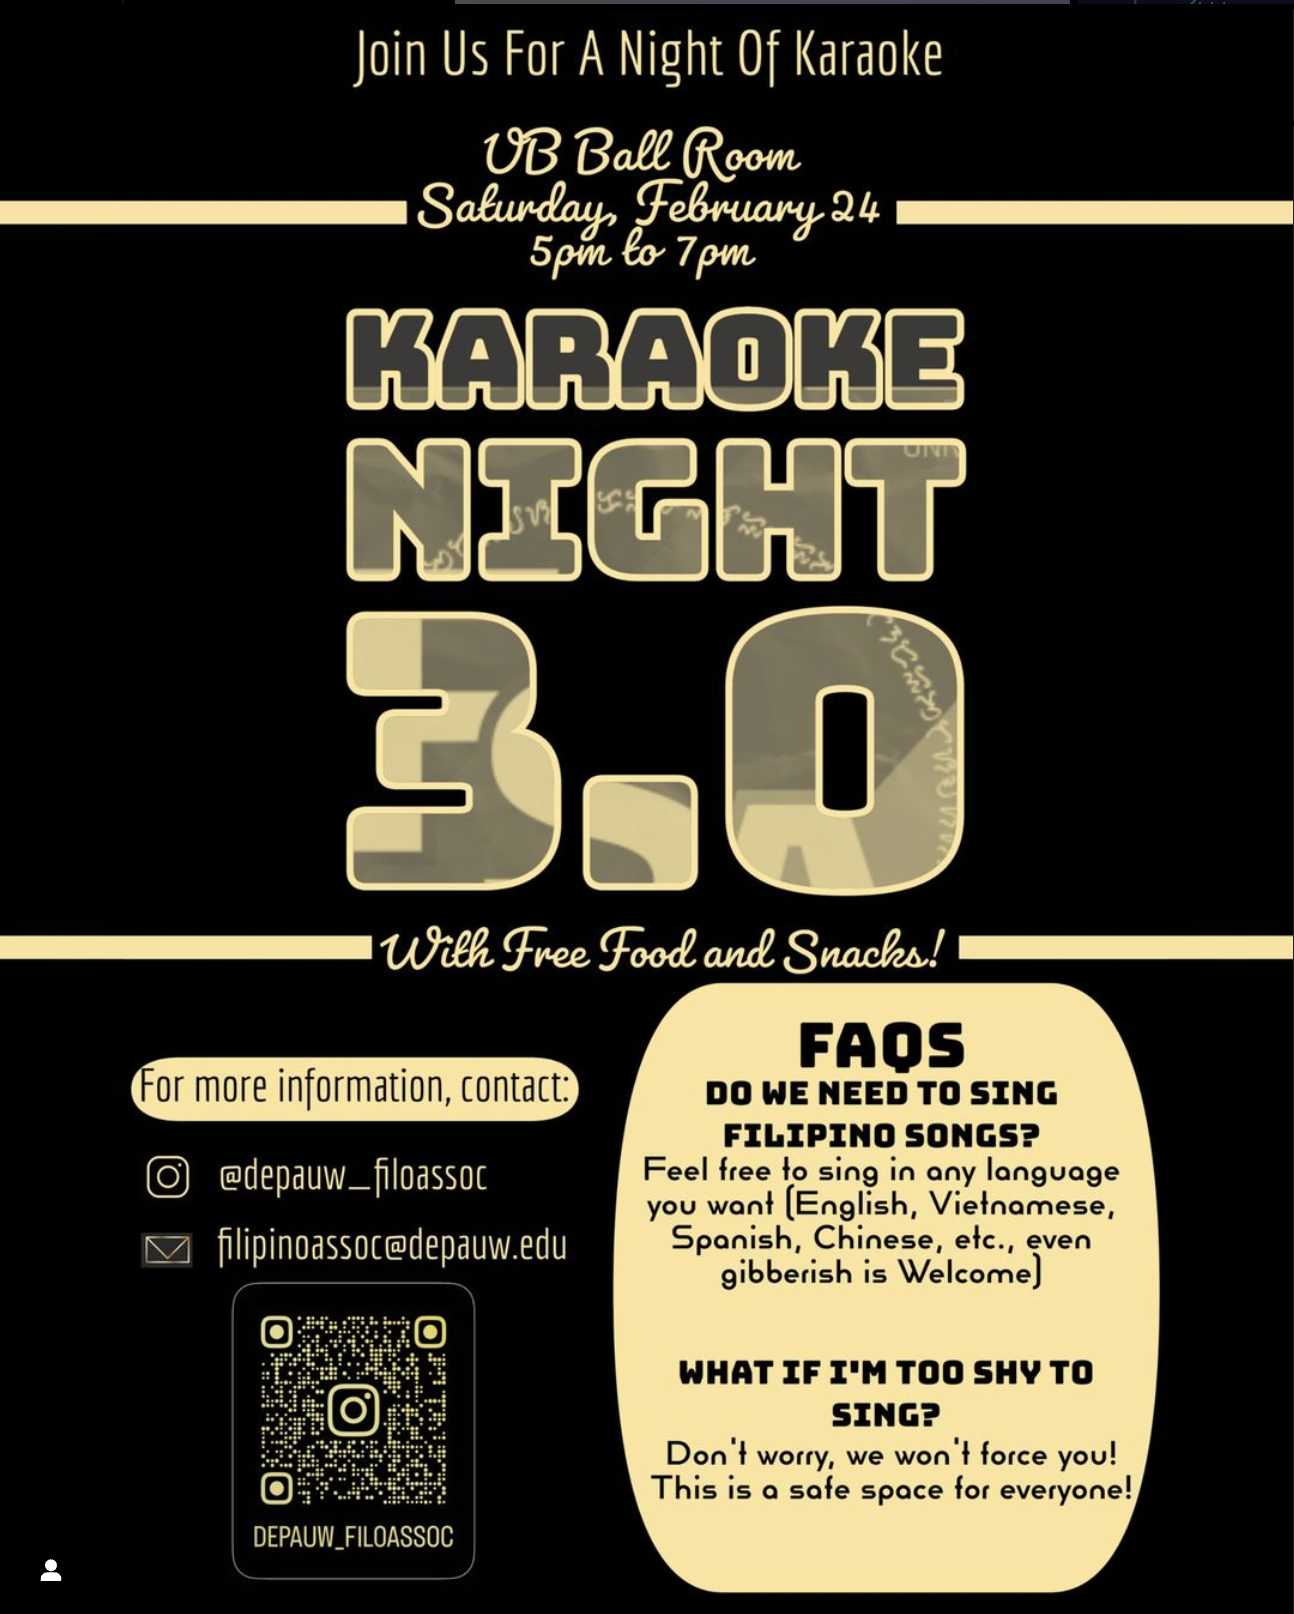 Join Us For A Night Of Karaoke
UB Ball Room
Saturday, February 24
5pm to 7pm
KARAOKE
NIGHT
3.0
With Free Food and Snacks!
For more information, contact:
@depauw_filoassoc
filipinoassoc@depauw.edu
DEPAUW_FILOASSOC
FAQS
DO WE NEED TO SING
FILIPINO SONGS?
Feel free to sing in any language
you want (English, Vietnamese,
Spanish, Chinese, etc., even
gibberish is Welcome)
WHAT IF I'M TOO SHY TO
SING?
Don't worry, we won't force you!
This is a safe space for everyone!